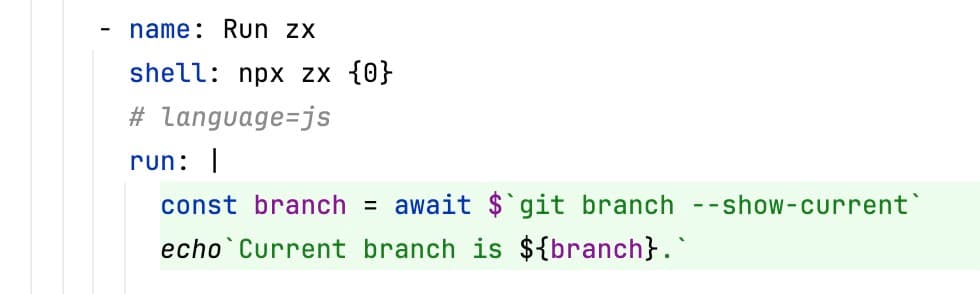 - name: Run zx
shell: npx zx {0}
# language=js
run: |
const branch = await $`git branch --show-current`
echo`Current branch is ${branch}.`